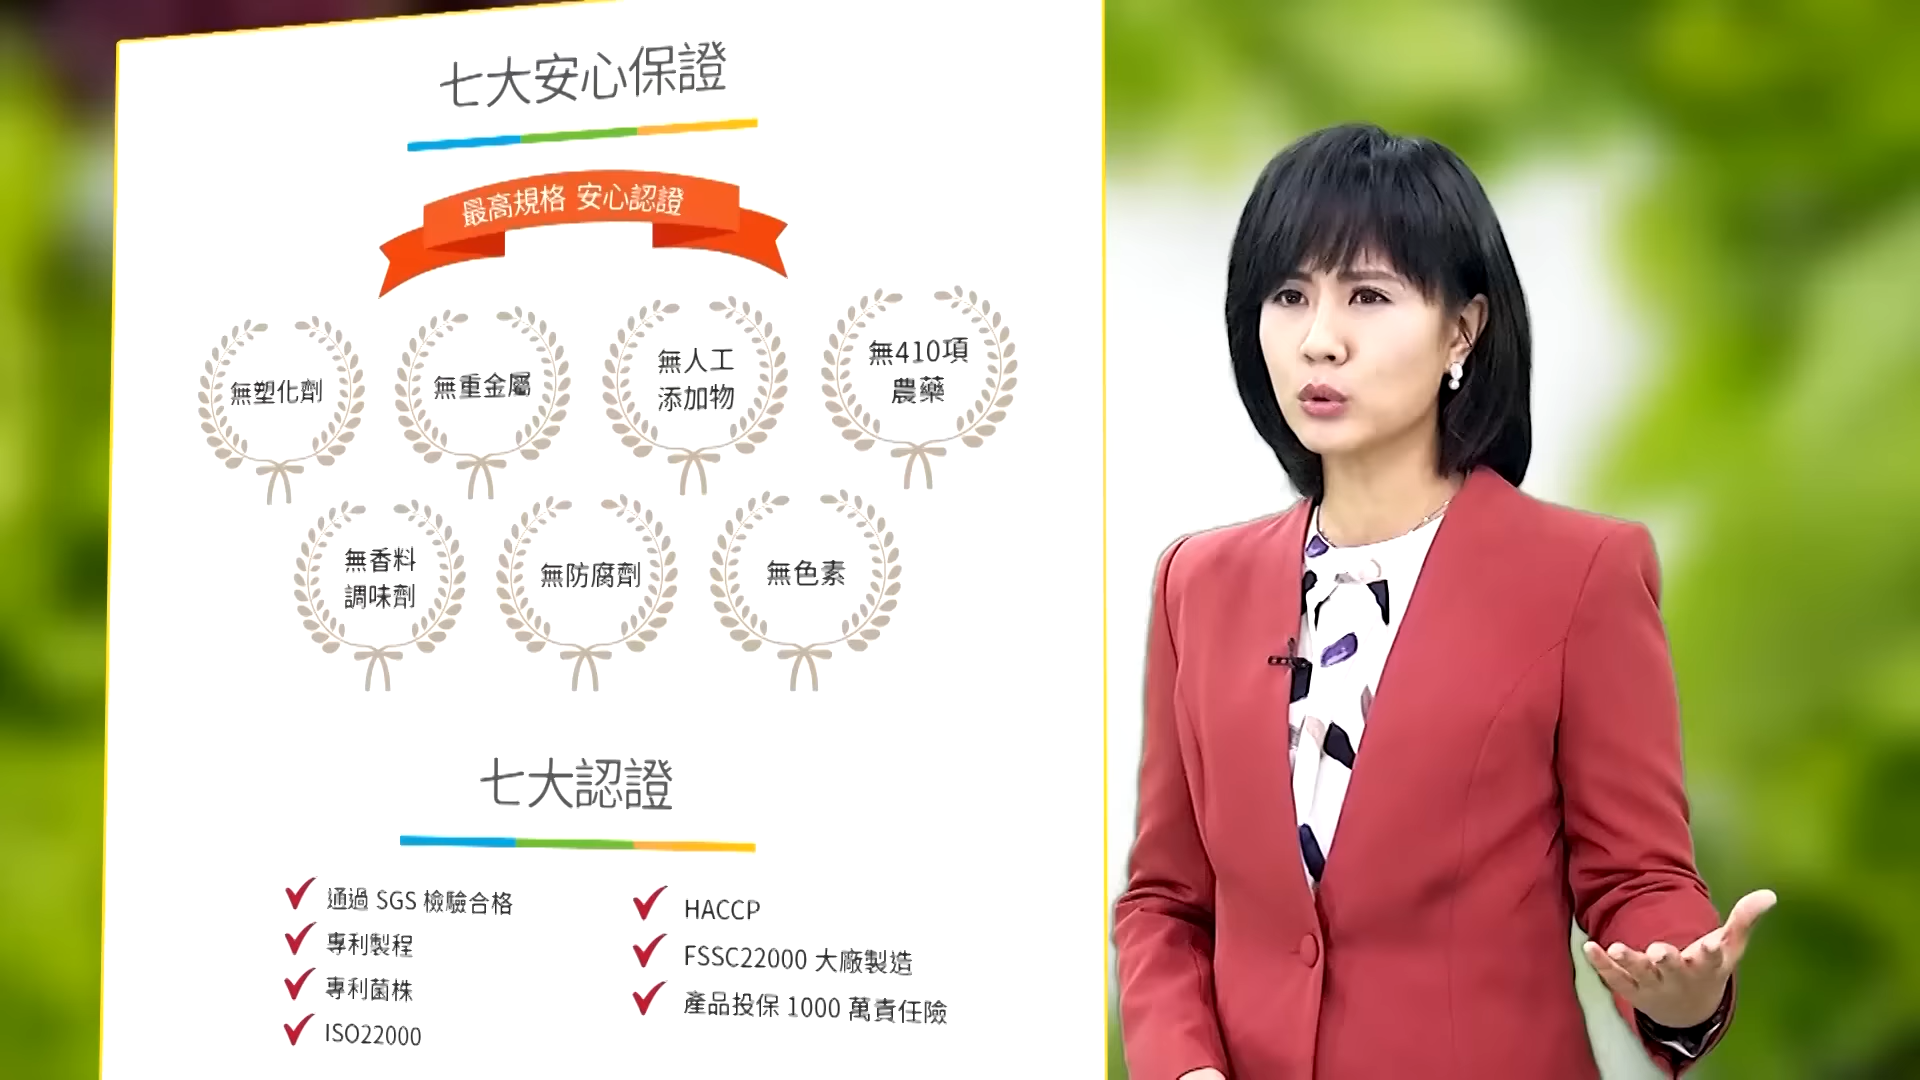 七大安心保證
最高規格 安心認證
無塑化劑
無重金屬
無人工
添加物
無410項
農藥
無香料
調味劑
無防腐劑
無色素
七大認證
通過 SGS 檢驗合格
專利製程
專利菌株
ISO22000
HACCP
FSSC22000 大廠製造
產品投保 1000 萬責任險